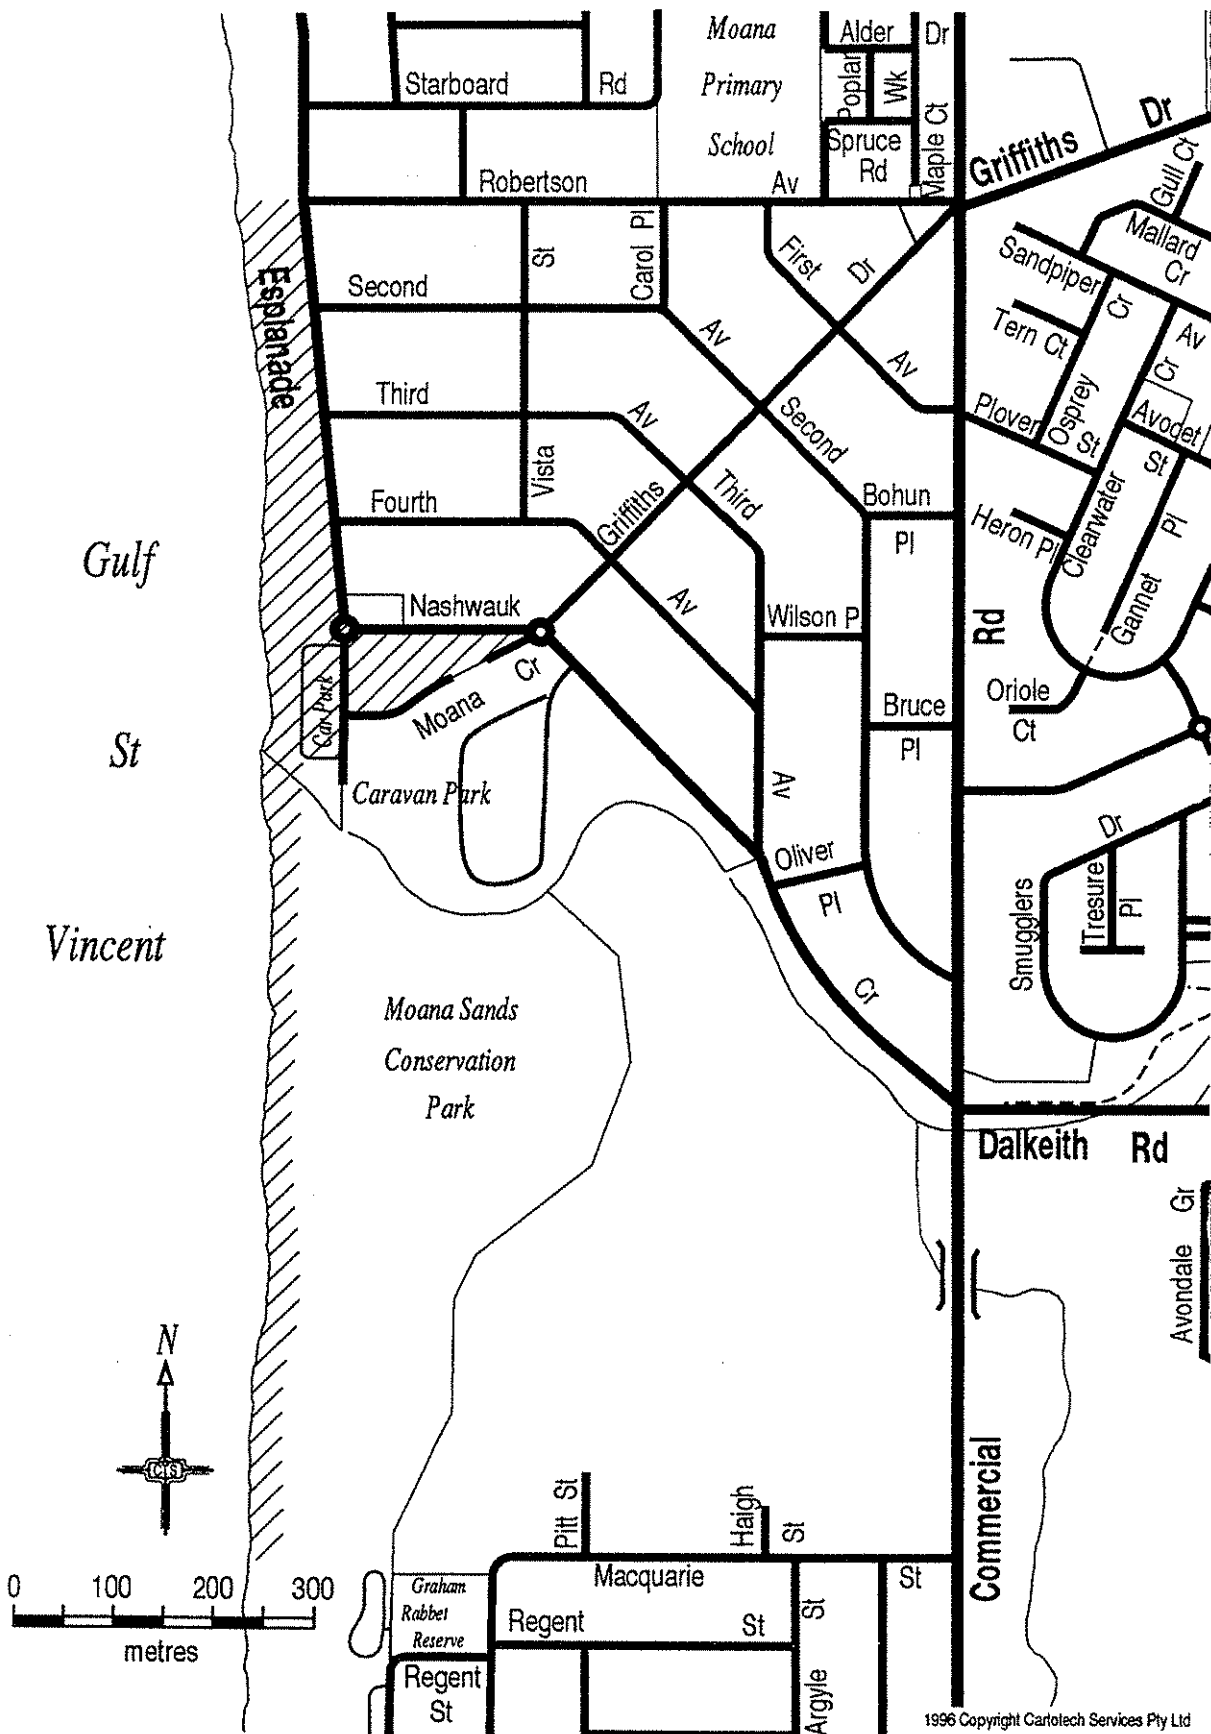 Moana
Primary
School
Alder
Dr
Poplar
Wk
Starboard Rd
Spruce
Rd
Maple Ct
Griffiths Dr
Gull Ct
Robertson Av
Mallard
Cr
Sandpiper
Cr
Av
St
Carol Pl
First
Av
Dr
Esplanade
Second
Av
Tern Ct
Osprey
St
Cr
Plover
Avocet
St
Third
Av
Second
Vista
Fourth
Griffiths
Third
Bohun
Pl
Heron Pl
Clearwater
Pl
Gannet
Gulf
Nashwauk
Av
Wilson P
Rd
Moana
Cr
Car Park
Bruce
Pl
Oriole
Ct
St
Caravan Park
Av
Oliver
Pl
Dr
Tresure
Pl
Smugglers
Vincent
Cr
Moana Sands
Conservation
Park
Dalkeith Rd
Avondale Gr
N
CTS
Commercial
Pitt St
Haigh
St
Macquarie
St
0 100 200 300
metres
Graham
Rabbet
Reserve
Regent
St
St
Argyle
Regent
St
1996 Copyright Cartotech Services Pty Ltd